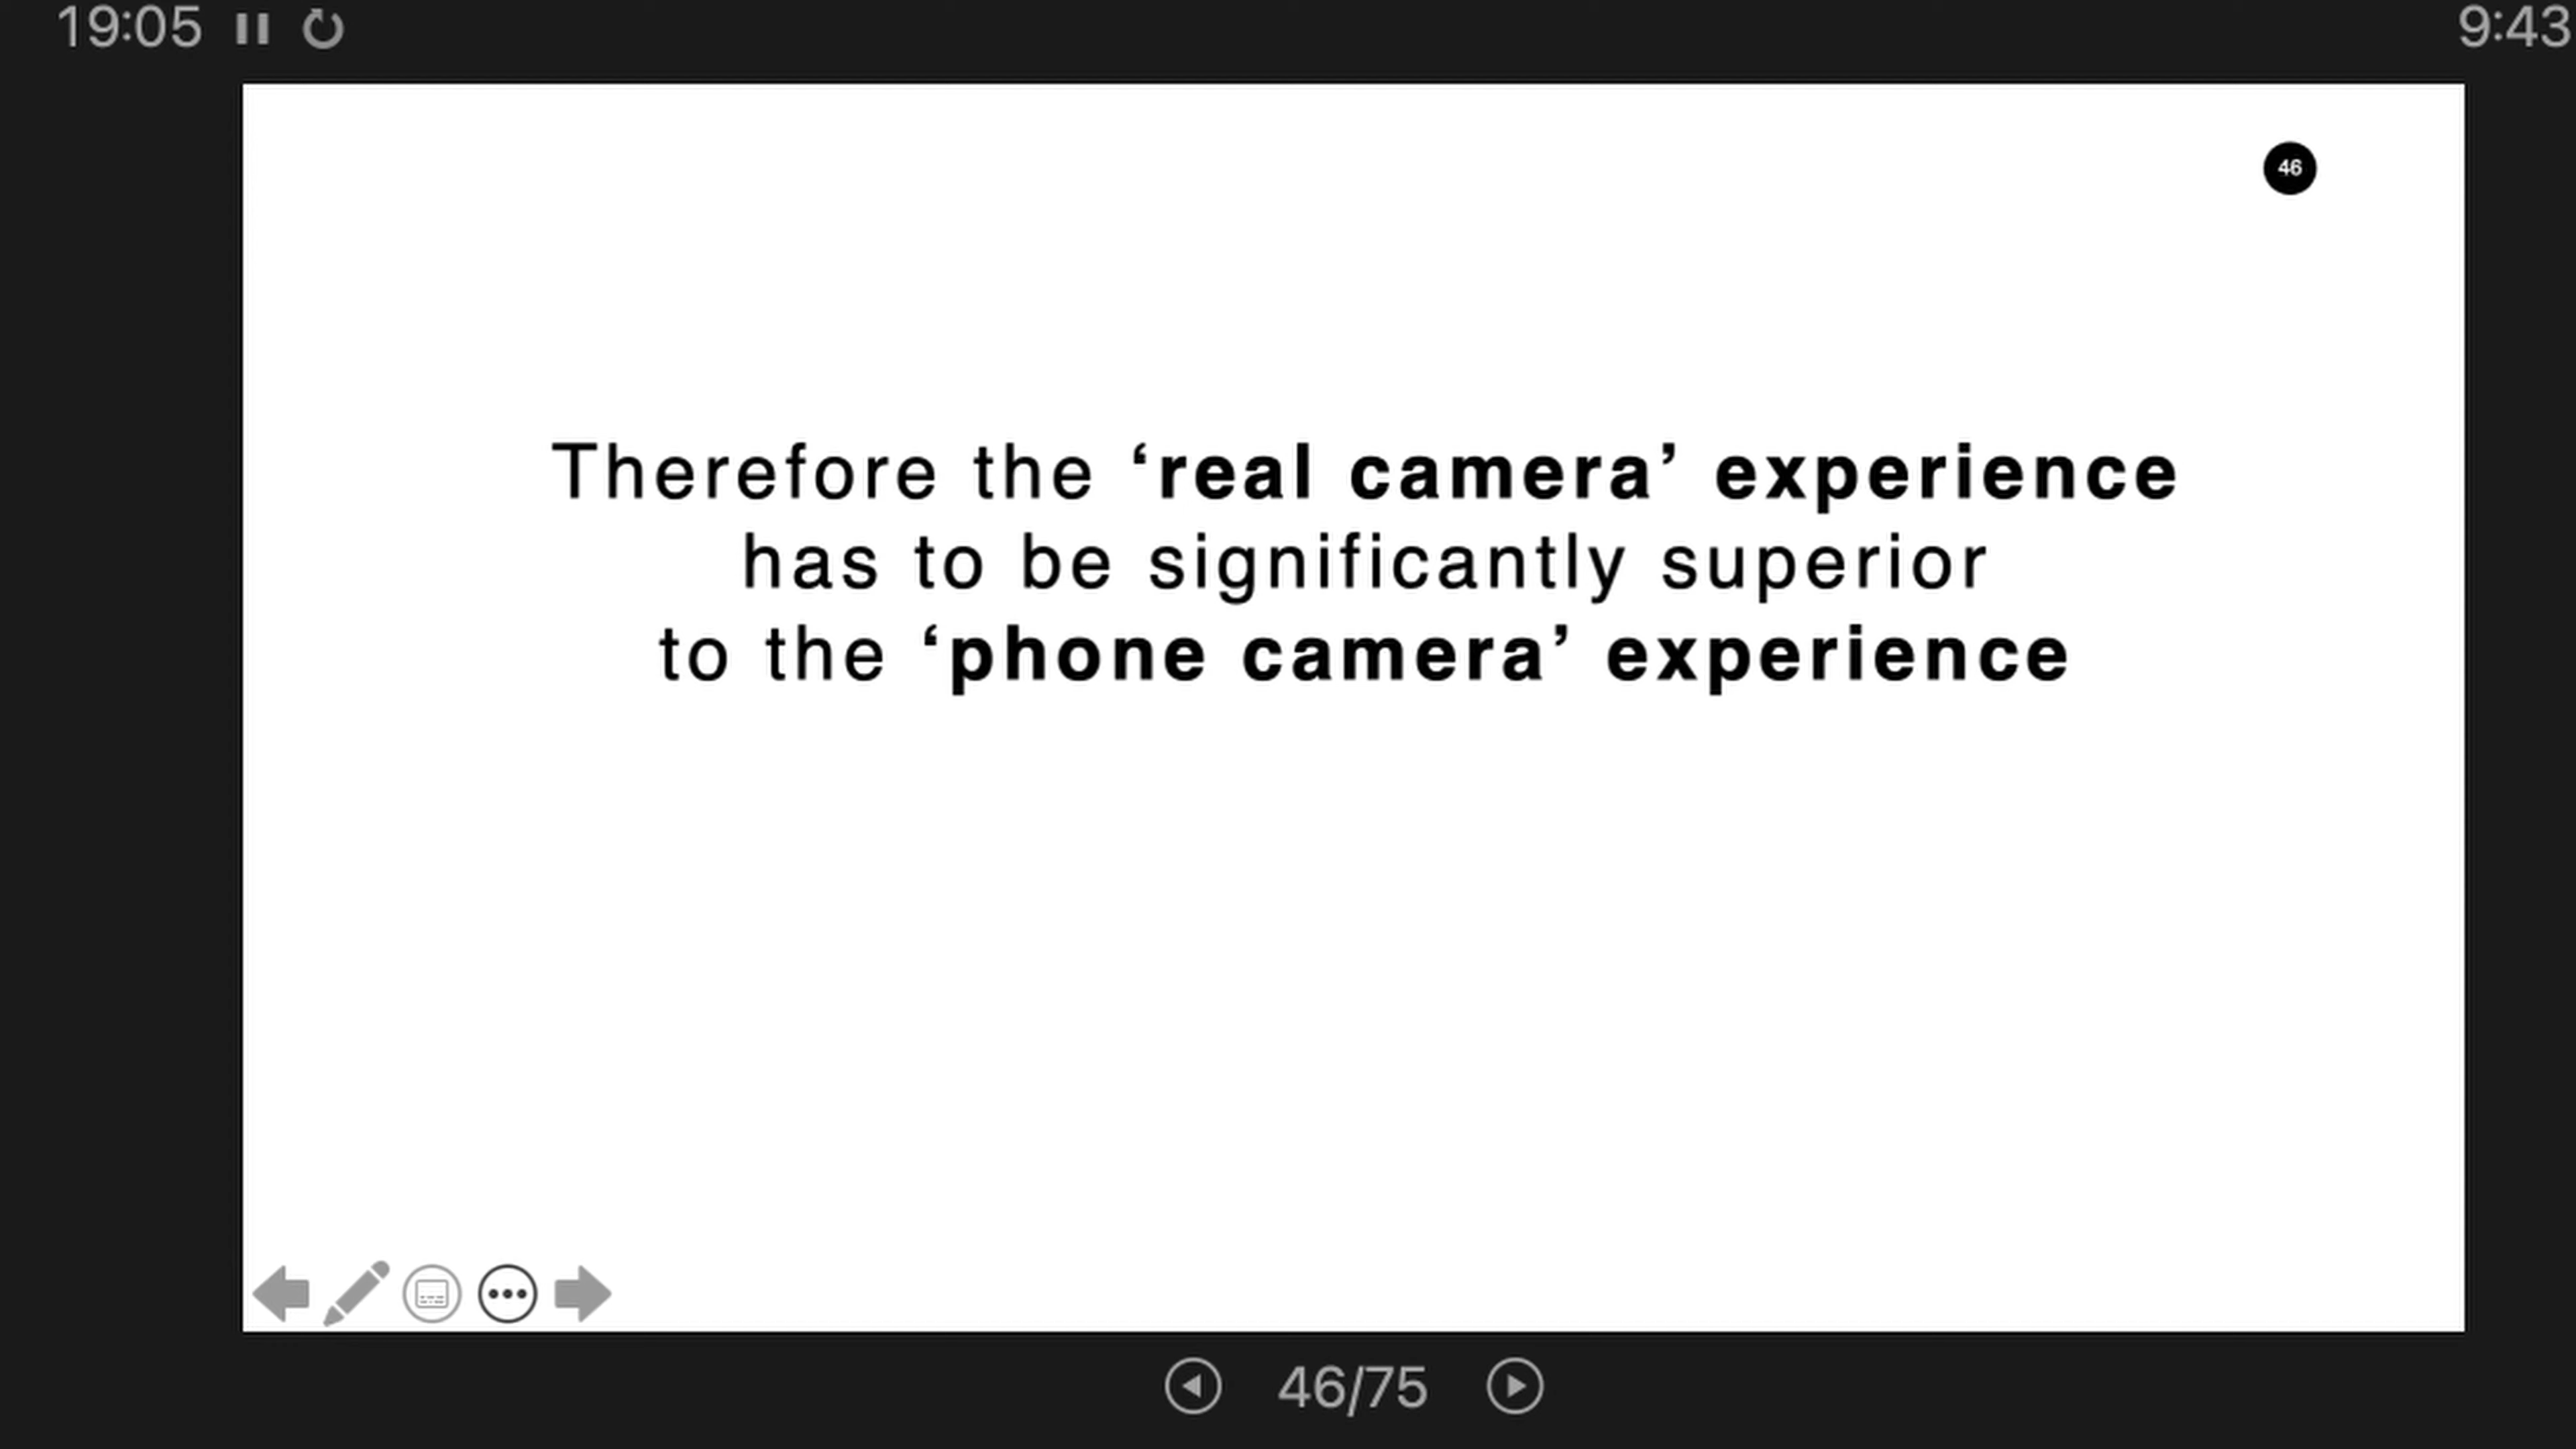 19:05
9:43
46
Therefore the ‘real camera’ experience
has to be significantly superior
to the ‘phone camera’ experience
46/75